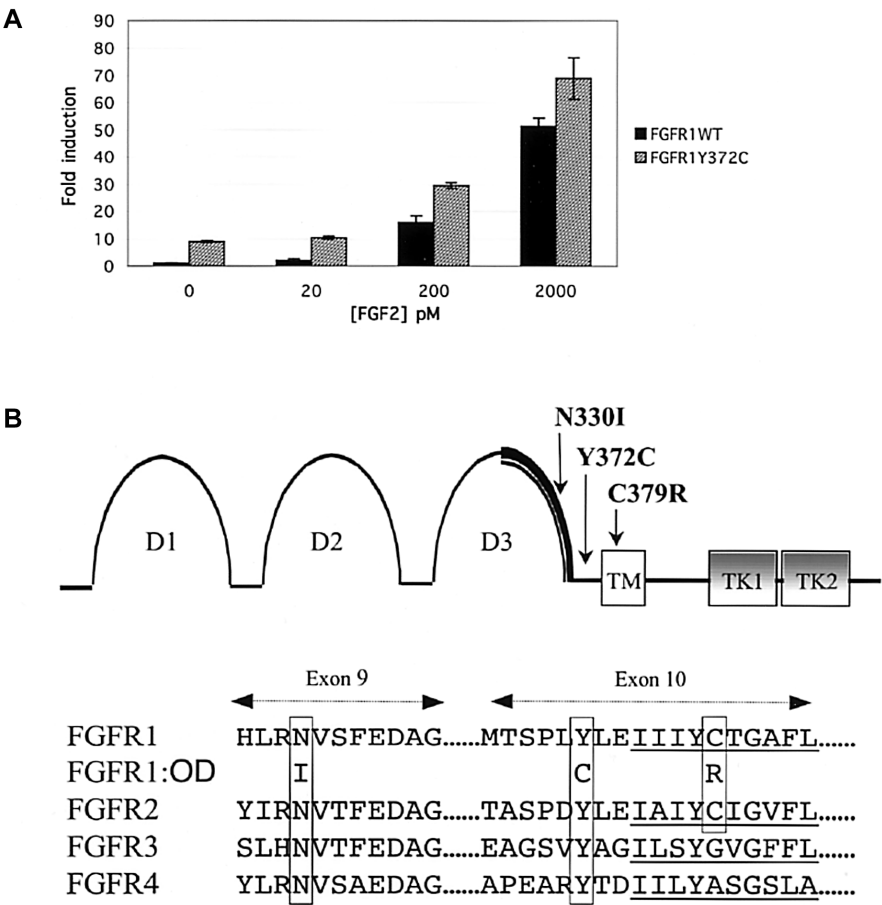 A
Fold induction
90
80
70
60
50
40
30
20
10
0
0 20 200 2000
[FGF2] pM
FGFR1WT
FGFR1Y372C
B
N330I
Y372C
C379R
D1 D2 D3 TM TK1 TK2
Exon 9 Exon 10
FGFR1 HLRNVSFEDAG......MTSPLYLEIIIYCTGAFL......
FGFR1:OD I C R
FGFR2 YIRNVTFEDAG......TASPDYLEIAIYCIGVFL......
FGFR3 SLHNVTFEDAG......EAGSVYAGILSYGVGFFL......
FGFR4 YLRNVSAEDAG......APEARYTDIILYASGSLA......